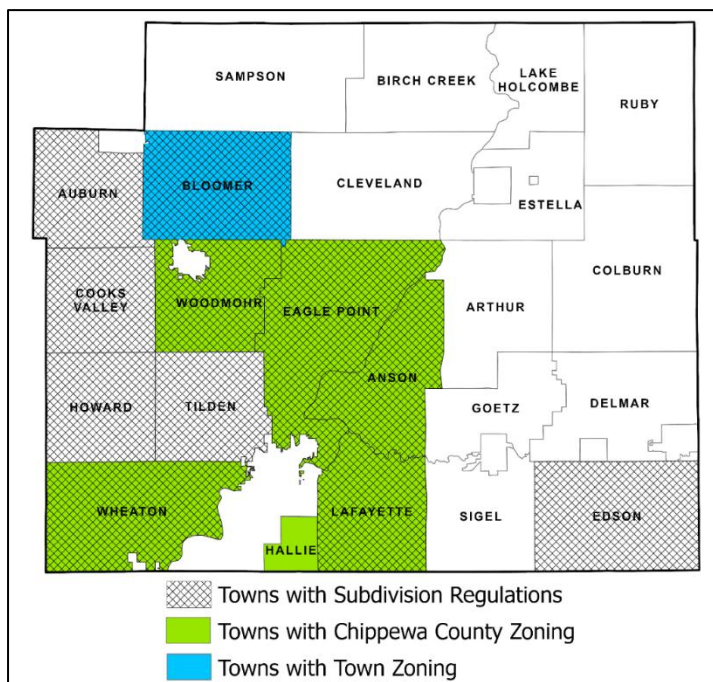 SAMPSON
BIRCH CREEK
LAKE
HOLCOMBE
RUBY
AUBURN
BLOOMER
CLEVELAND
ESTELLA
COOKS
VALLEY
WOODMOHR
EAGLE POINT
ARTHUR
COLBURN
HOWARD
TILDEN
ANSON
GOETZ
DELMAR
WHEATON
HALLIE
LAFAYETTE
SIGEL
EDSON
Towns with Subdivision Regulations
Towns with Chippewa County Zoning
Towns with Town Zoning